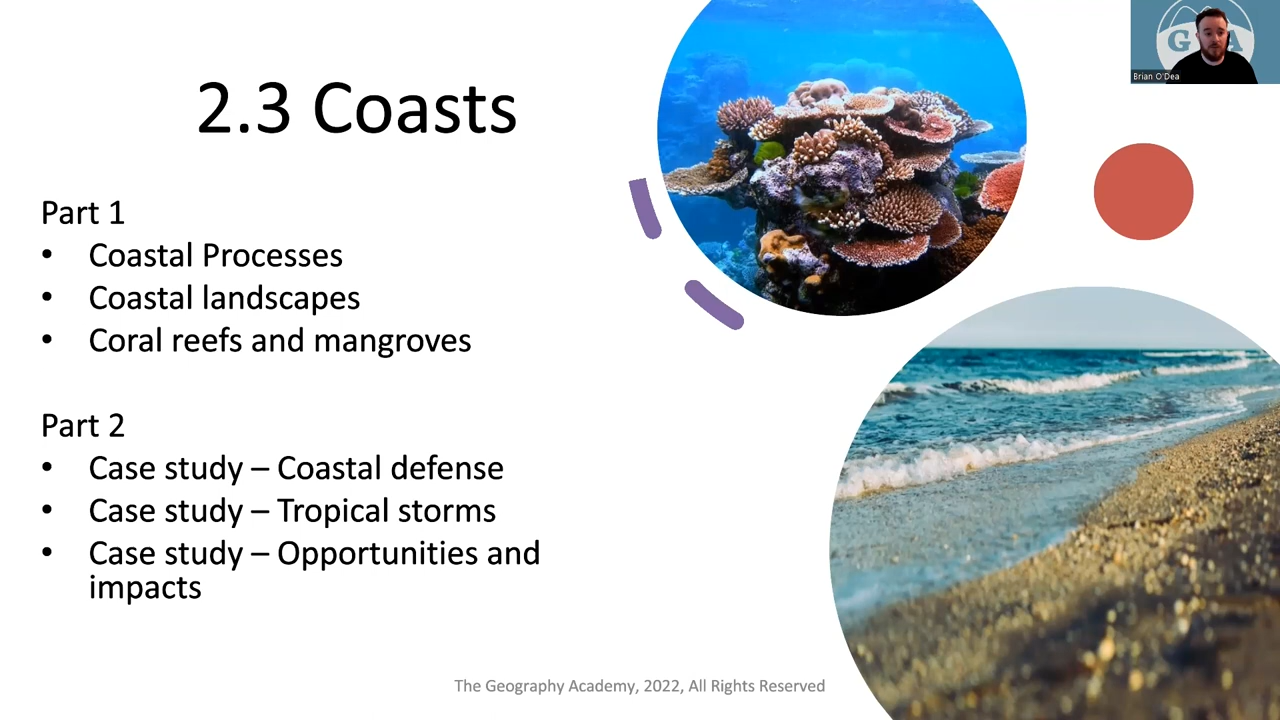 2.3 Coasts
Part 1
• Coastal Processes
• Coastal landscapes
• Coral reefs and mangroves
Part 2
• Case study – Coastal defense
• Case study – Tropical storms
• Case study – Opportunities and
impacts
The Geography Academy, 2022, All Rights Reserved
G A
Brian O'Dea